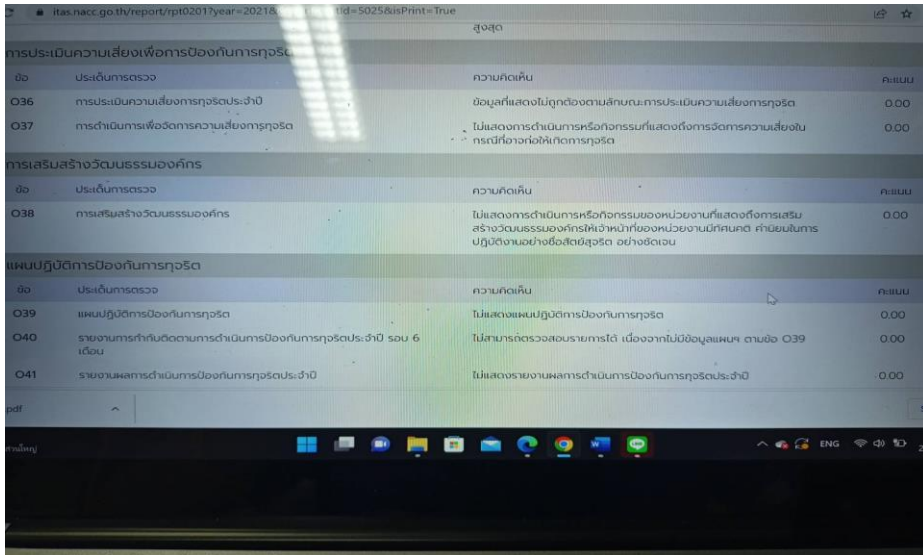 itas.nacc.go.th/report/rpt0201?year=2021& Id=5025&isPrint=True
สูงสุด
การประเมินความเสี่ยงเพื่อการป้องกันการทุจริต
ข้อ ประเด็นการตรวจ ความคิดเห็น คะแนน
O36 การประเมินความเสี่ยงการทุจริตประจำปี ข้อมูลที่แสดงไม่ถูกต้องตามลักษณะการประเมินความเสี่ยงการทุจริต 0.00
O37 การดำเนินการเพื่อจัดการความเสี่ยงการทุจริต ไม่แสดงการดำเนินการหรือกิจกรรมที่แสดงถึงการจัดการความเสี่ยงใน 0.00
กรณีที่อาจก่อให้เกิดการทุจริต
การเสริมสร้างวัฒนธรรมองค์กร
ข้อ ประเด็นการตรวจ ความคิดเห็น คะแนน
O38 การเสริมสร้างวัฒนธรรมองค์กร ไม่แสดงการดำเนินการหรือกิจกรรมของหน่วยงานที่แสดงถึงการเสริม 0.00
สร้างวัฒนธรรมองค์กรให้เจ้าหน้าที่ของหน่วยงานมีทัศนคติ ค่านิยมในการ
ปฏิบัติงานอย่างซื่อสัตย์สุจริต อย่างชัดเจน
แผนปฏิบัติการป้องกันการทุจริต
ข้อ ประเด็นการตรวจ ความคิดเห็น คะแนน
O39 แผนปฏิบัติการป้องกันการทุจริต ไม่แสดงแผนปฏิบัติการป้องกันการทุจริต 0.00
O40 รายงานการกำกับติดตามการดำเนินการป้องกันการทุจริตประจำปี รอบ 6 ไม่สามารถตรวจสอบรายการได้ เนื่องจากไม่มีข้อมูลแผนฯ ตามข้อ O39 0.00
เดือน
O41 รายงานผลการดำเนินการป้องกันการทุจริตประจำปี ไม่แสดงรายงานผลการดำเนินการป้องกันการทุจริตประจำปี 0.00
pdf
ENG